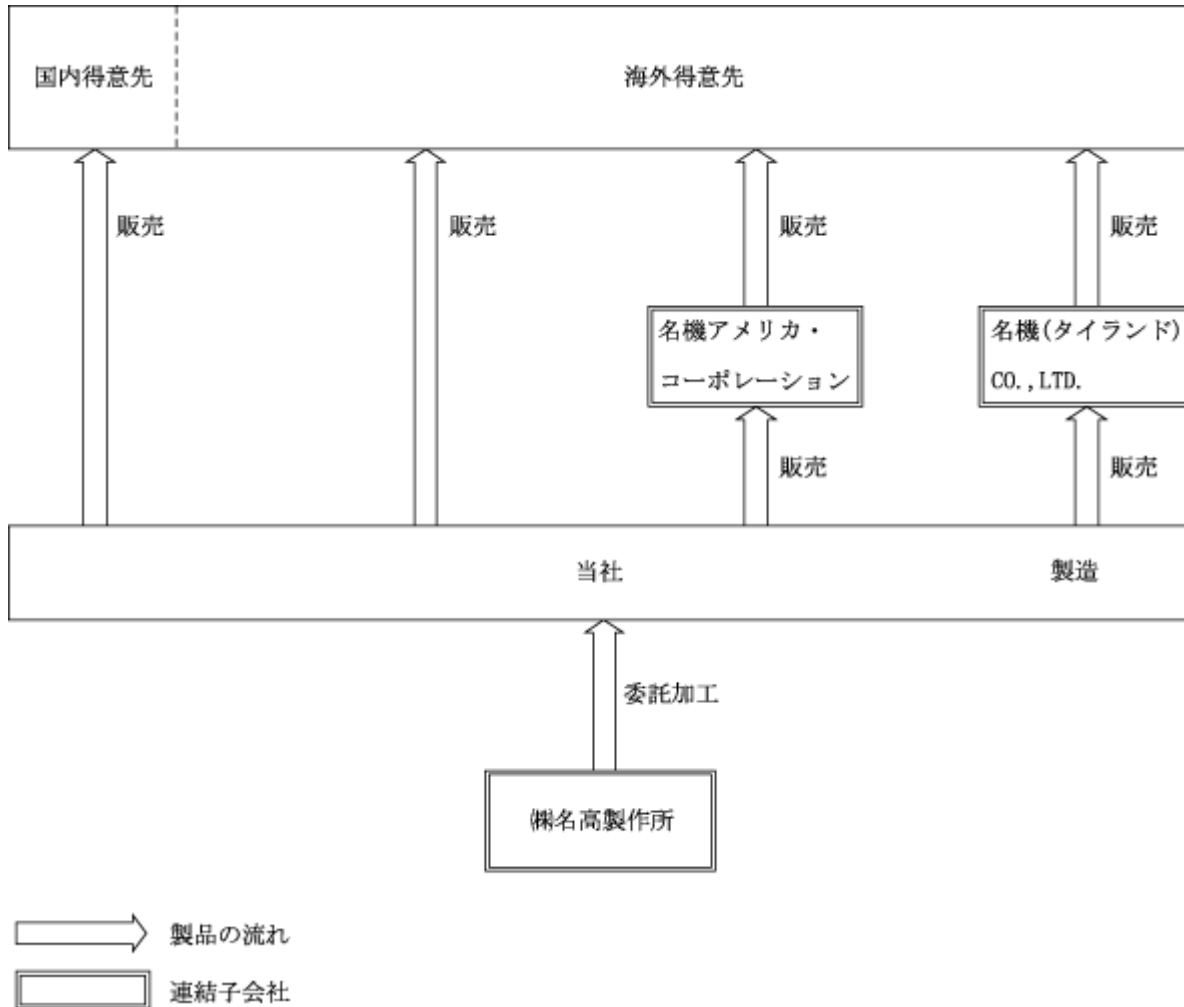 国内得意先
海外得意先
販売
販売
販売
販売
名機アメリカ・
コーポレーション
名機(タイランド)
CO.,LTD.
販売
販売
当社
製造
委託加工
㈱名高製作所
製品の流れ
連結子会社